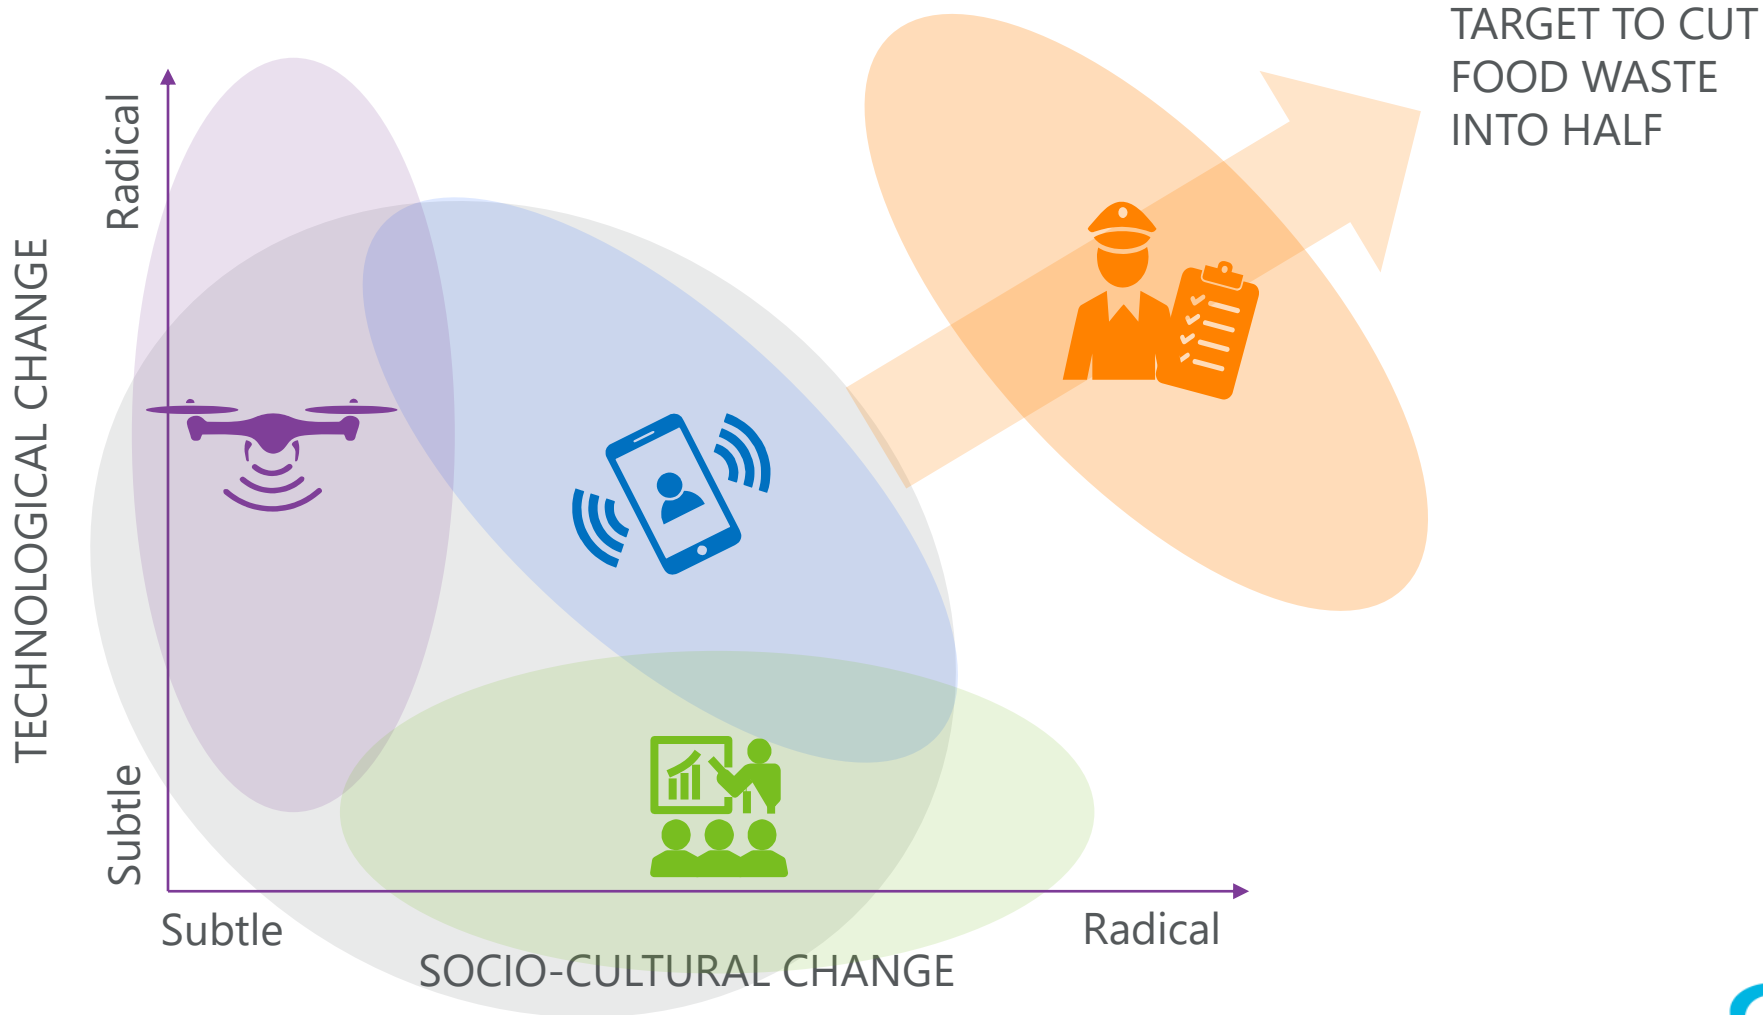 TARGET TO CUT
FOOD WASTE
INTO HALF
Radical
TECHNOLOGICAL CHANGE
Subtle
Subtle
Radical
SOCIO-CULTURAL CHANGE